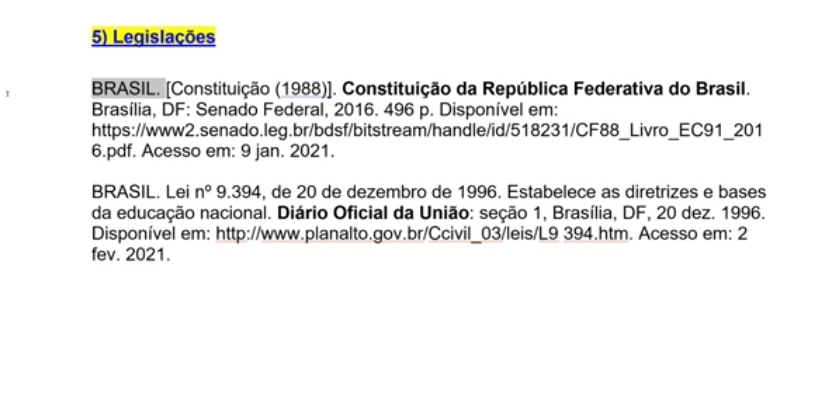 5) Legislações
BRASIL. [Constituição (1988)]. Constituição da República Federativa do Brasil.
Brasília, DF: Senado Federal, 2016. 496 p. Disponível em:
https://www2.senado.leg.br/bdsf/bitstream/handle/id/518231/CF88_Livro_EC91_201
6.pdf. Acesso em: 9 jan. 2021.
BRASIL. Lei nº 9.394, de 20 de dezembro de 1996. Estabelece as diretrizes e bases
da educação nacional. Diário Oficial da União: seção 1, Brasília, DF, 20 dez. 1996.
Disponível em: http://www.planalto.gov.br/Ccivil_03/leis/L9 394.htm. Acesso em: 2
fev. 2021.